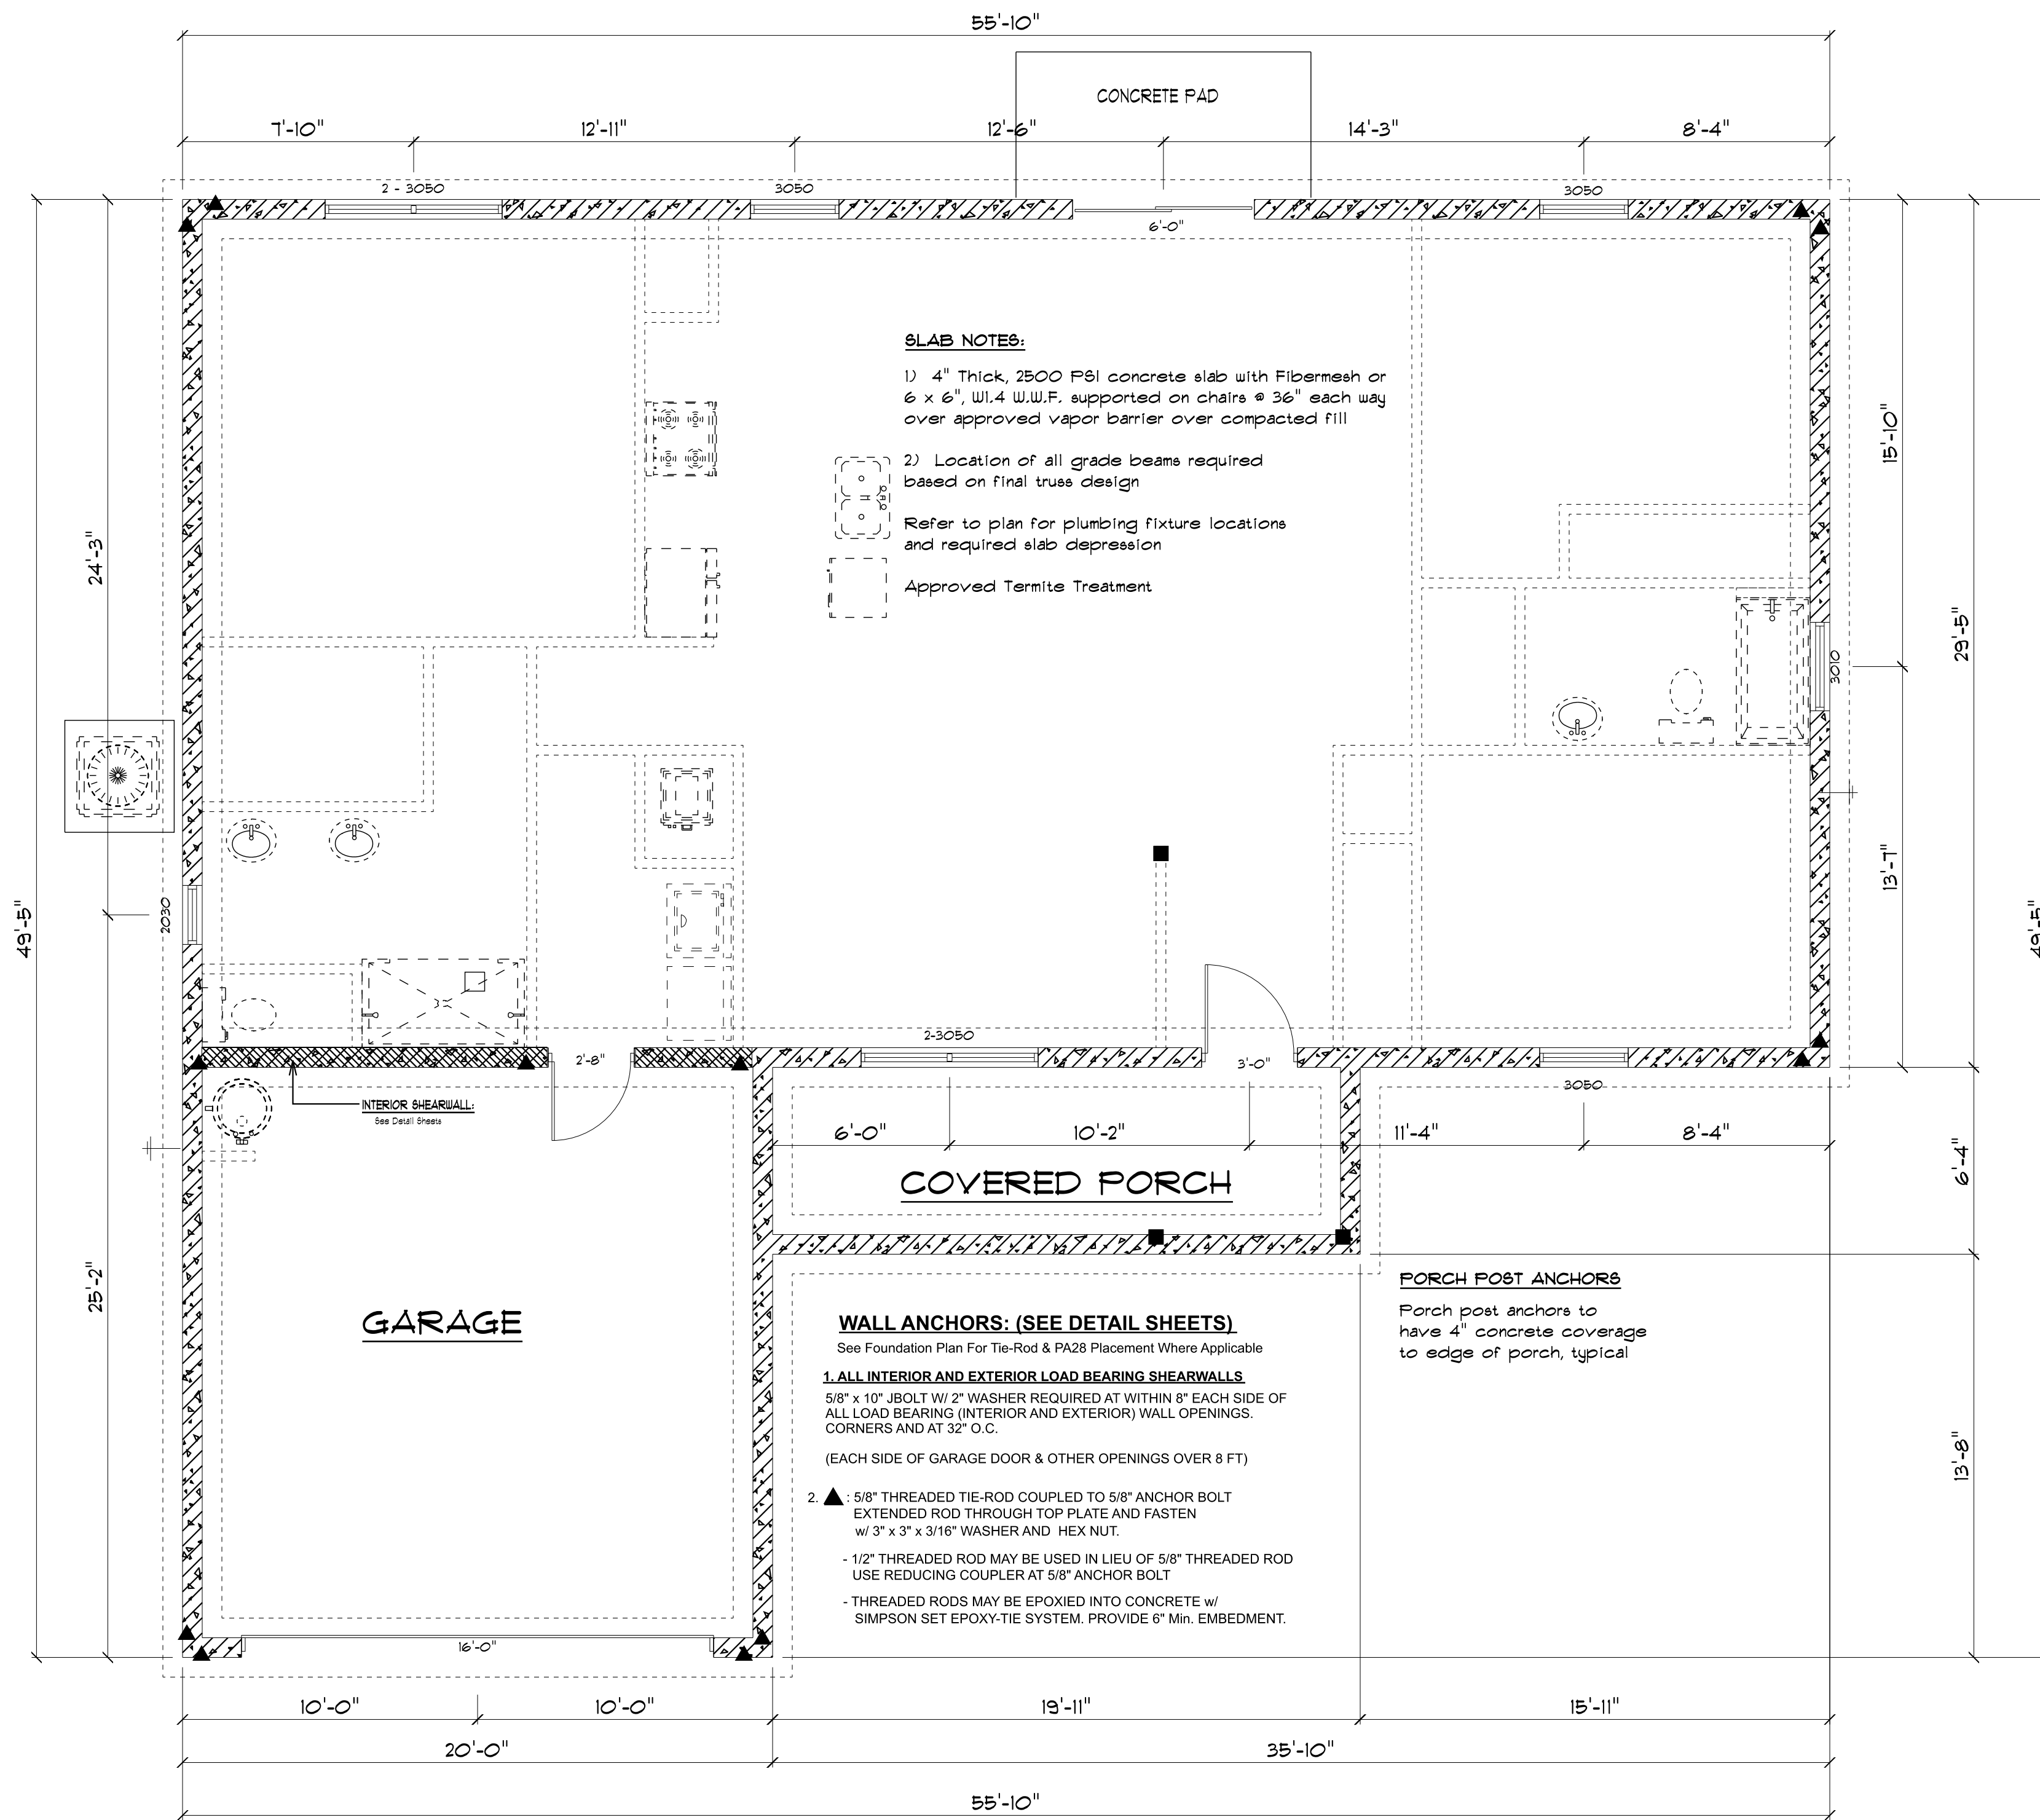 55'-10"
CONCRETE PAD
7'-10"
12'-11"
12'-6"
14'-3"
8'-4"
2 - 3050
3050
3050
6'-0"
SLAB NOTES:
1) 4" Thick, 2500 PSI concrete slab with Fibermesh or
6 x 6", W1.4 W.W.F. supported on chairs @ 36" each way
over approved vapor barrier over compacted fill
2) Location of all grade beams required
based on final truss design
Refer to plan for plumbing fixture locations
and required slab depression
Approved Termite Treatment
15'-10"
24'-3"
29'-5"
3010
13'-7"
2030
49'-5"
49'-5"
2-3050
2'-8"
3'-0"
3050
INTERIOR SHEARWALL:
See Detail Sheets
6'-0"
10'-2"
11'-4"
8'-4"
6'-4"
COVERED PORCH
25'-2"
PORCH POST ANCHORS
Porch post anchors to
have 4" concrete coverage
to edge of porch, typical
GARAGE
WALL ANCHORS: (SEE DETAIL SHEETS)
See Foundation Plan For Tie-Rod & PA28 Placement Where Applicable
1. ALL INTERIOR AND EXTERIOR LOAD BEARING SHEARWALLS
5/8" x 10" JBOLT W/ 2" WASHER REQUIRED AT WITHIN 8" EACH SIDE OF
ALL LOAD BEARING (INTERIOR AND EXTERIOR) WALL OPENINGS.
CORNERS AND AT 32" O.C.
(EACH SIDE OF GARAGE DOOR & OTHER OPENINGS OVER 8 FT)
13'-8"
2. ▲ : 5/8" THREADED TIE-ROD COUPLED TO 5/8" ANCHOR BOLT
EXTENDED ROD THROUGH TOP PLATE AND FASTEN
w/ 3" x 3" x 3/16" WASHER AND HEX NUT.
- 1/2" THREADED ROD MAY BE USED IN LIEU OF 5/8" THREADED ROD
USE REDUCING COUPLER AT 5/8" ANCHOR BOLT
- THREADED RODS MAY BE EPOXIED INTO CONCRETE w/
SIMPSON SET EPOXY-TIE SYSTEM. PROVIDE 6" Min. EMBEDMENT.
16'-0"
10'-0"
10'-0"
19'-11"
15'-11"
20'-0"
35'-10"
55'-10"